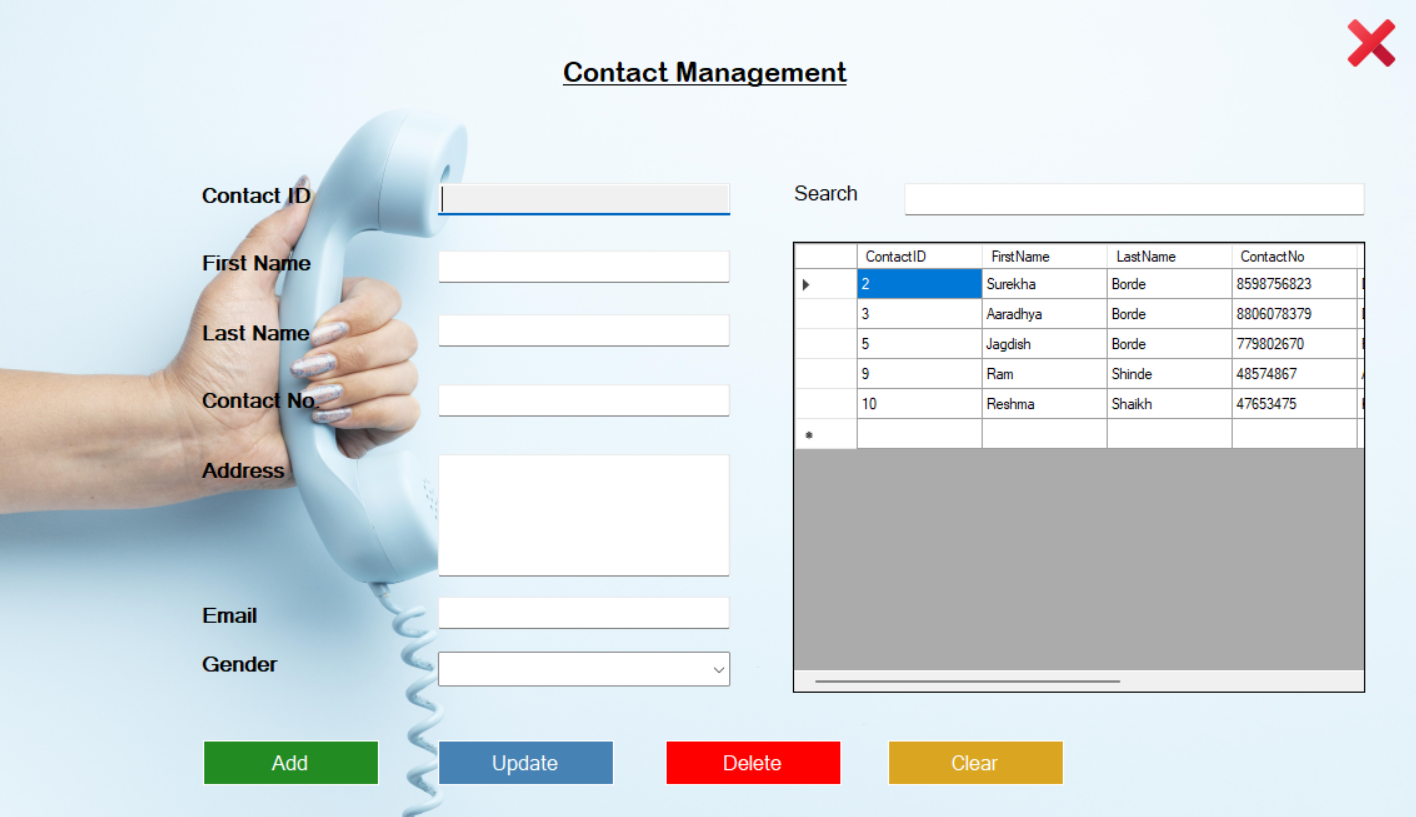 Contact Management
Contact ID
First Name
Last Name
Contact No.
Address
Email
Gender
Search
ContactID FirstName LastName ContactNo
2 Surekha Borde 8598756823
3 Aaradhya Borde 8806078379
5 Jagdish Borde 779802670
9 Ram Shinde 48574867
10 Reshma Shaikh 47653475
Add Update Delete Clear